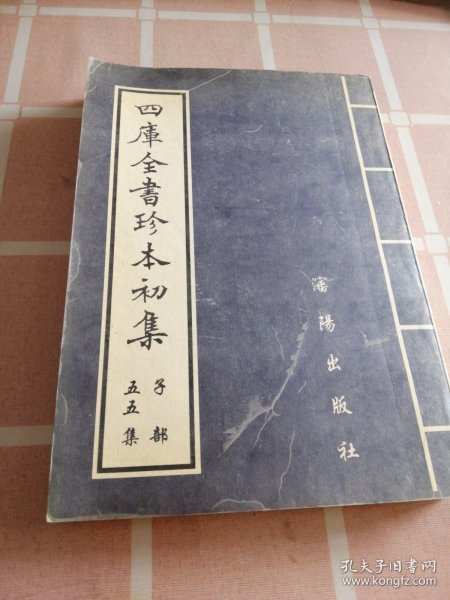 四庫全書珍本初集
子部
五五集
瀋陽出版社
孔夫子旧书网
www.kongfz.com